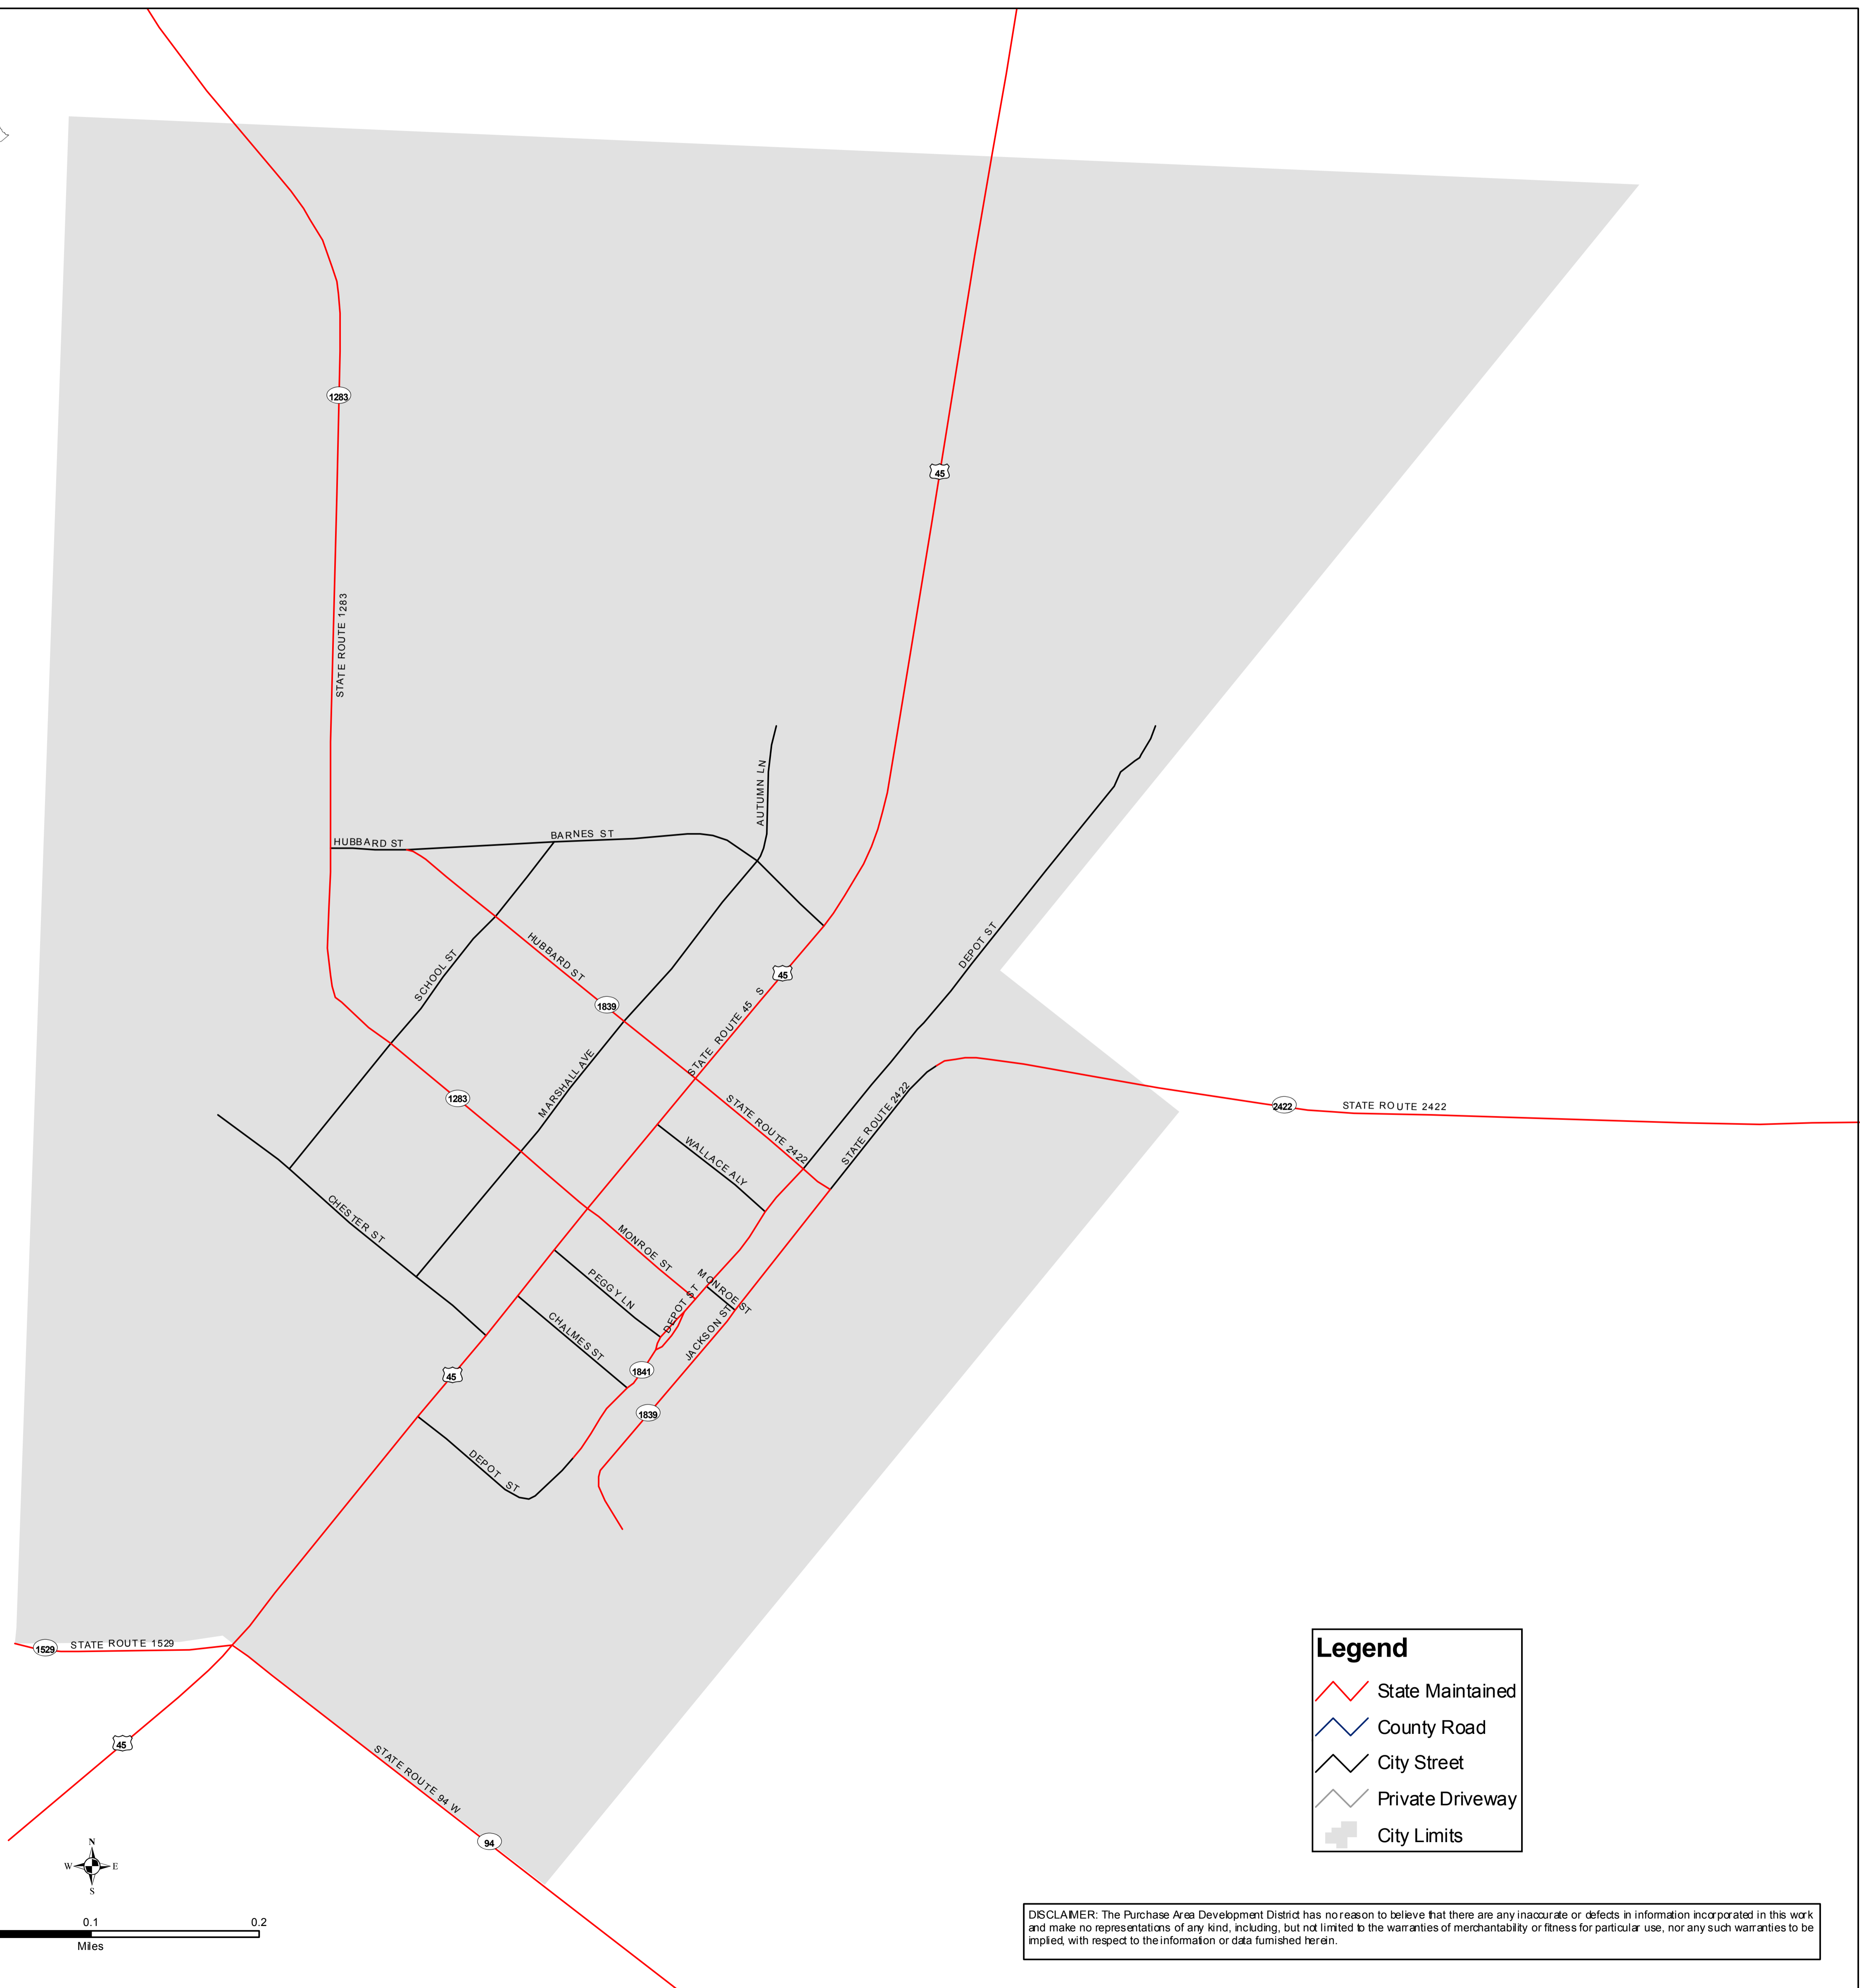 1283
45
STATE ROUTE 1283
AUTUMN LN
HUBBARD ST
BARNES ST
DEPOT ST
SCHOOL ST
HUBBARD ST
45
1839
STATE ROUTE 45 S
MARSHALL AVE
1283
STATE ROUTE 2422
STATE ROUTE 2422
2422
STATE ROUTE 2422
WALLACE ALY
CHESTER ST
MONROE ST
PEGGY LN
MONROE ST
DEPOT ST
CHALMES ST
JACKSON ST
45
1841
1839
DEPOT ST
1529
STATE ROUTE 1529
45
STATE ROUTE 94 W
94
Legend
State Maintained
County Road
City Street
Private Driveway
City Limits
N
W
E
S
0.1
0.2
Miles
DISCLAIMER: The Purchase Area Development District has no reason to believe that there are any inaccurate or defects in information incorporated in this work
and make no representations of any kind, including, but not limited to the warranties of merchantability or fitness for particular use, nor any such warranties to be
implied, with respect to the information or data furnished herein.